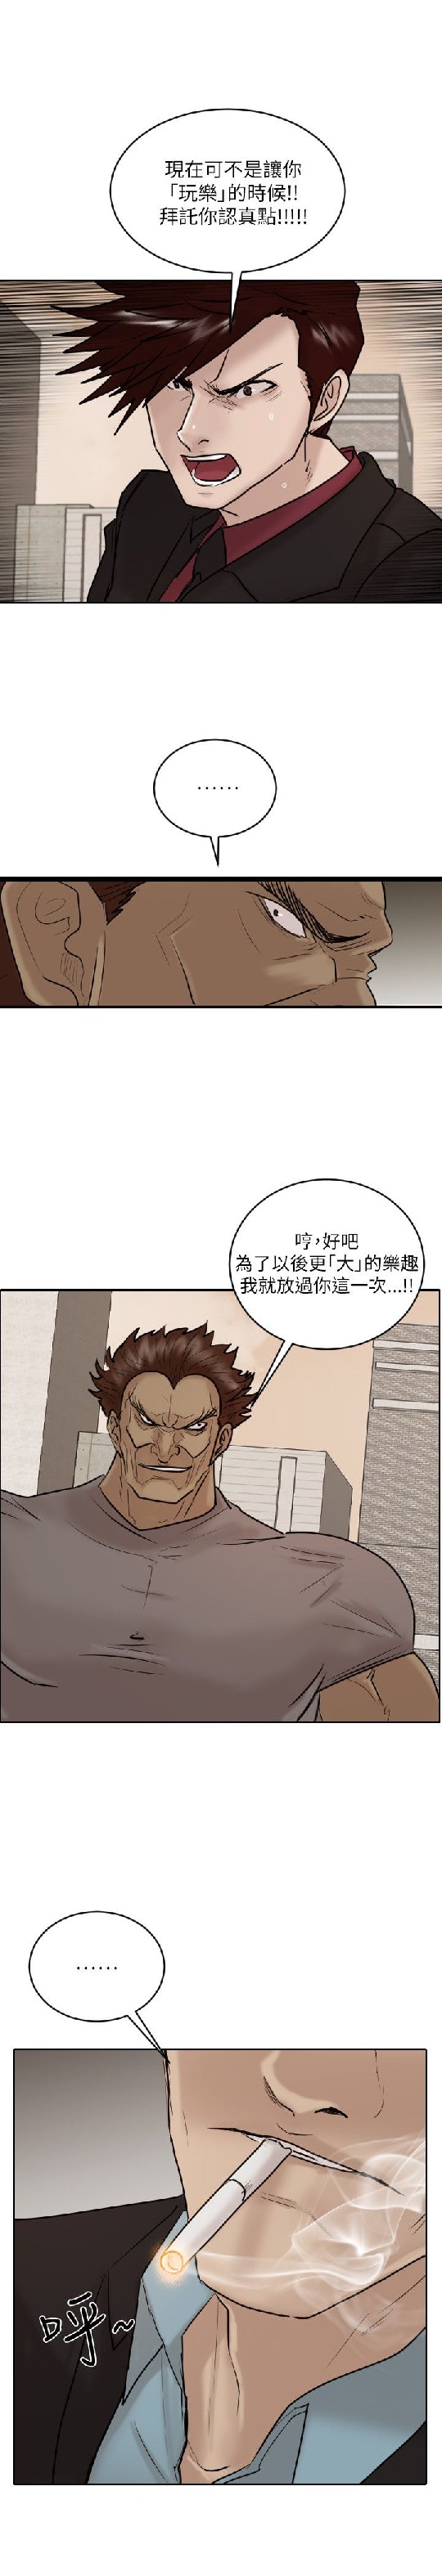 現在可不是讓你
「玩樂」的時候!!
拜託你認真點!!!!!
......
哼,好吧
為了以後更「大」的樂趣
我就放過你這一次...!!
......
呼~